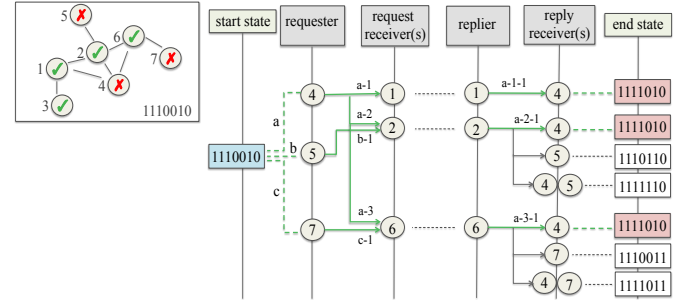 start state
requester
request
receiver(s)
replier
reply
receiver(s)
end state
5
2
6
7
1
4
3
1110010
1110010
a
b
c
4
5
7
a-1
a-2
b-1
a-3
c-1
1
2
6
1
2
6
a-1-1
a-2-1
a-3-1
4
4
5
4 5
4
7
4 7
1111010
1111010
1110110
1111110
1111010
1110011
1111011